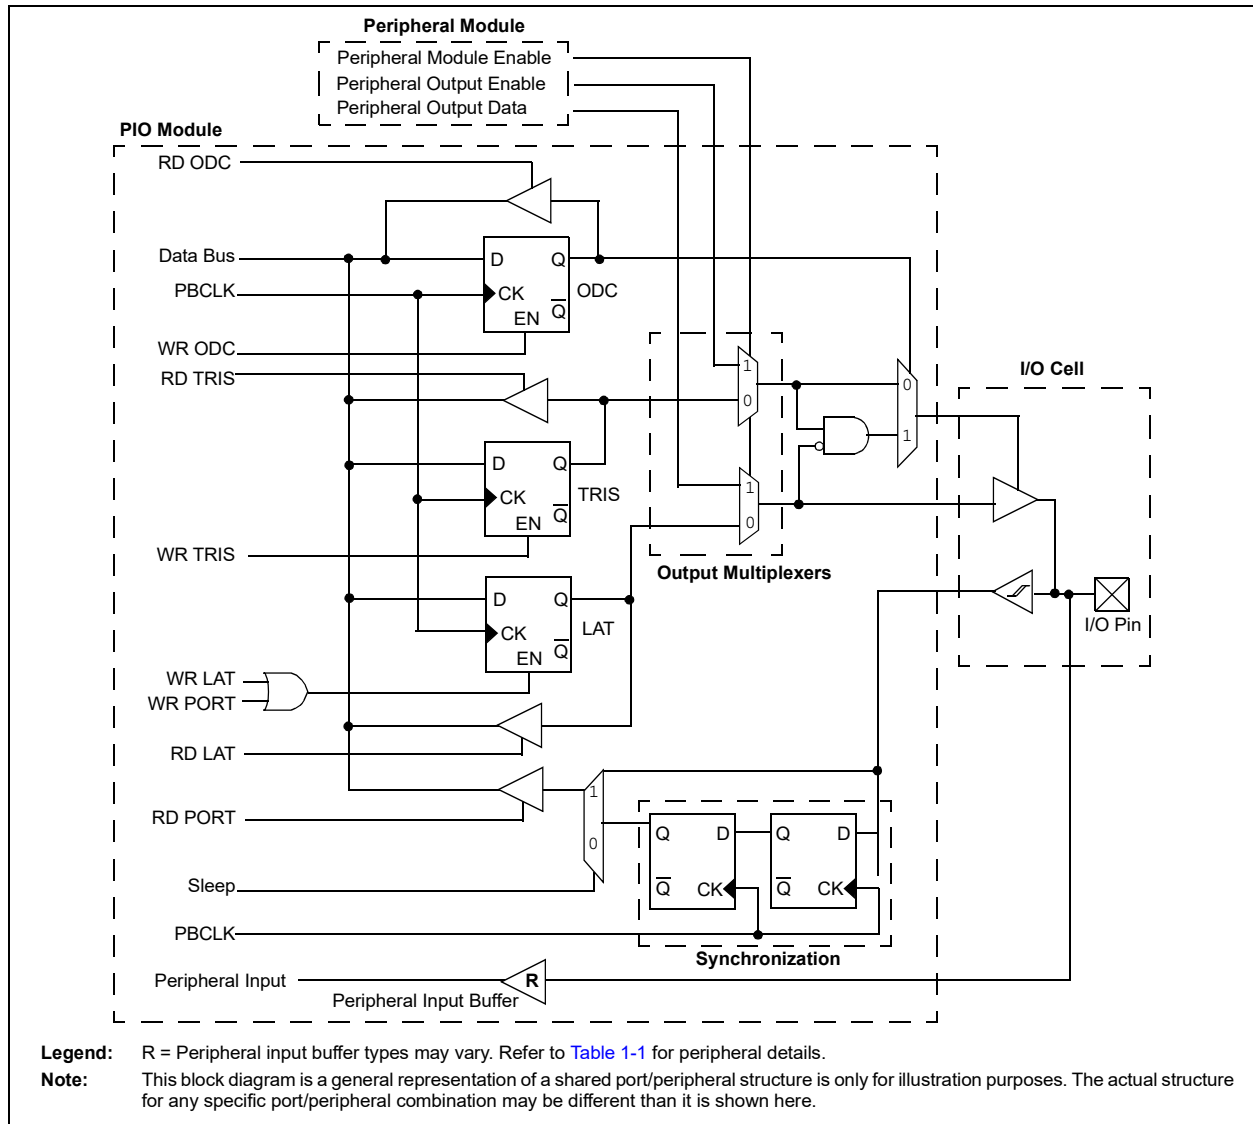 Peripheral Module
Peripheral Module Enable
Peripheral Output Enable
Peripheral Output Data
PIO Module
RD ODC
Data Bus
D
Q
PBCLK
CK
ODC
Q
EN
WR ODC
RD TRIS
1
0
0
1
I/O Cell
D
Q
CK
TRIS
Q
EN
1
0
WR TRIS
Output Multiplexers
D
Q
CK
LAT
Q
EN
I/O Pin
WR LAT
WR PORT
RD LAT
1
0
RD PORT
Q
D
Q
D
Sleep
Q
CK
Q
CK
PBCLK
Synchronization
Peripheral Input
R
Peripheral Input Buffer
Legend: R = Peripheral input buffer types may vary. Refer to Table 1-1 for peripheral details.
Note: This block diagram is a general representation of a shared port/peripheral structure is only for illustration purposes. The actual structure
for any specific port/peripheral combination may be different than it is shown here.